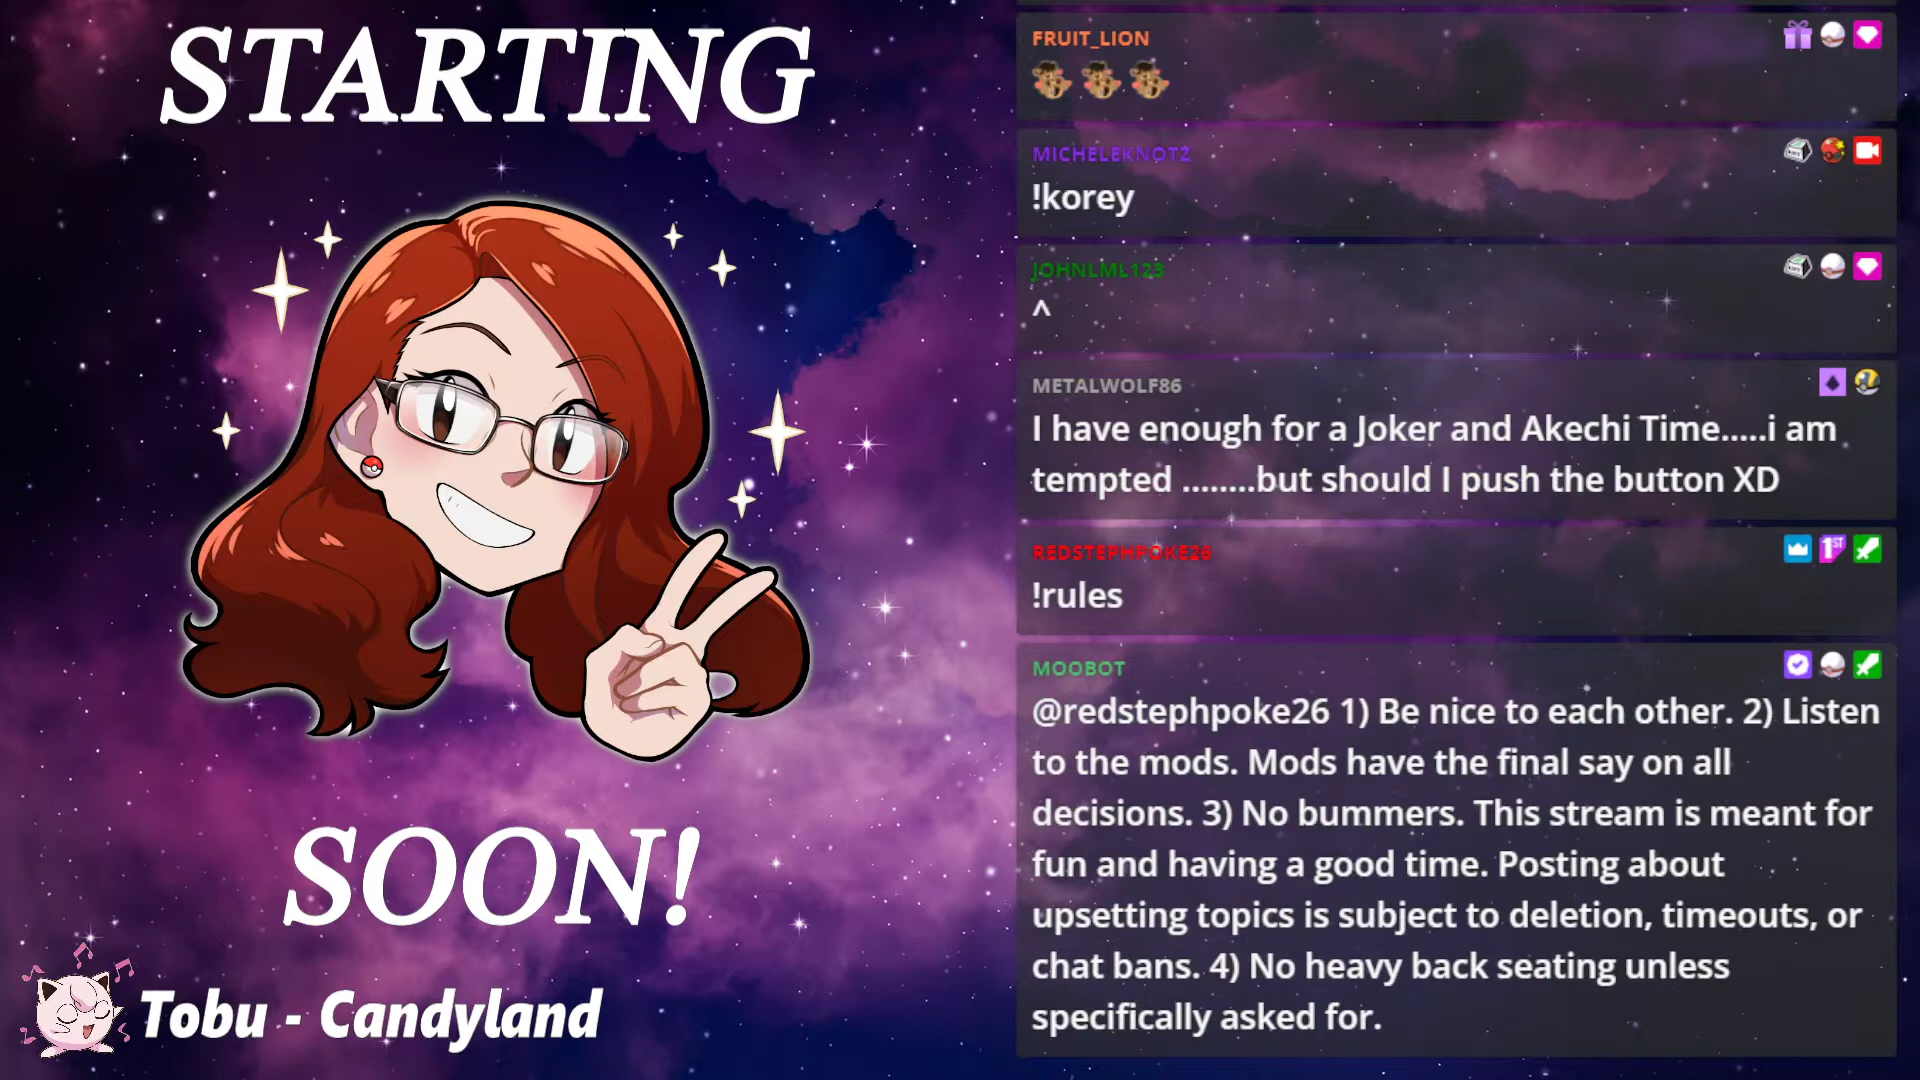 STARTING
SOON!
Tobu - Candyland
FRUIT_LION
MICHELEKNOTZ
!korey
JOHNLML123
^
METALWOLF86
I have enough for a Joker and Akechi Time.....i am
tempted ........but should I push the button XD
REDSTEPHPOKE26
1ST
!rules
MOOBOT
@redstephpoke26 1) Be nice to each other. 2) Listen
to the mods. Mods have the final say on all
decisions. 3) No bummers. This stream is meant for
fun and having a good time. Posting about
upsetting topics is subject to deletion, timeouts, or
chat bans. 4) No heavy back seating unless
specifically asked for.